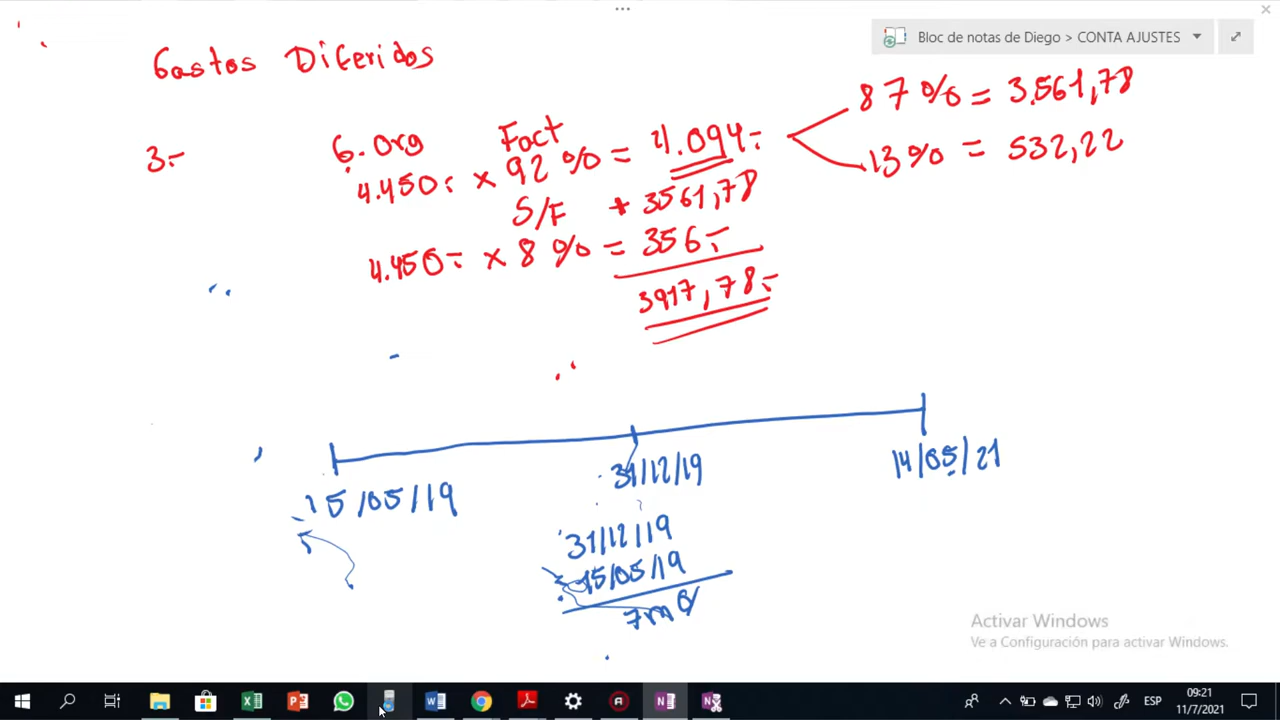 Bloc de notas de Diego > CONTA AJUSTES
Gastos Diferidos
3.-
G. Org Fact
4.450.- x 92 % = 4.094.-
87 % = 3.561,78
13 % = 532,22
S/F + 3561,78
4.450.- x 8 % = 356.-
3917,78.-
15/05/19
31/12/19
14/05/21
31/12/19
15/05/19
7m
Activar Windows
Ve a Configuración para activar Windows.
ESP
09:21
11/7/2021